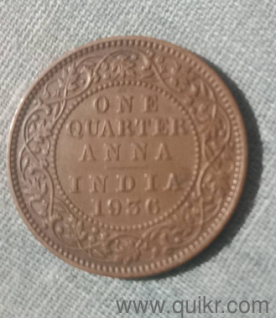 ONE
QUARTER
ANNA
INDIA
1936
www.quikr.com